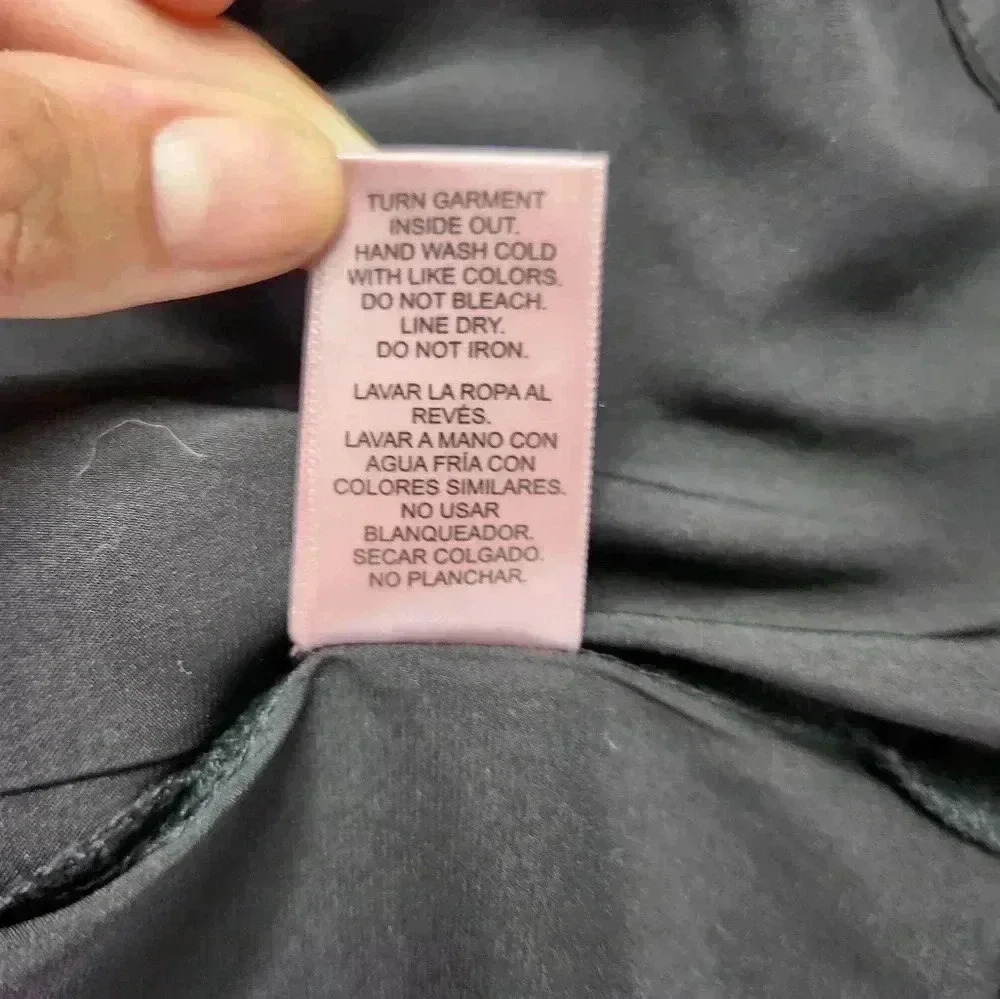 TURN GARMENT
INSIDE OUT.
HAND WASH COLD
WITH LIKE COLORS.
DO NOT BLEACH.
LINE DRY.
DO NOT IRON.
LAVAR LA ROPA AL
REVÉS.
LAVAR A MANO CON
AGUA FRÍA CON
COLORES SIMILARES.
NO USAR
BLANQUEADOR.
SECAR COLGADO.
NO PLANCHAR.